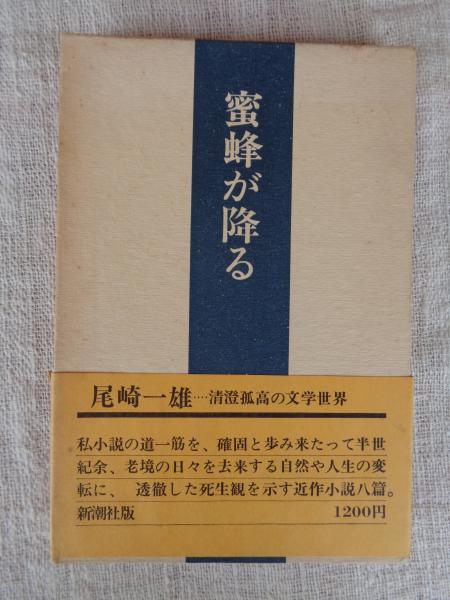 蜜蜂が降る
尾崎一雄‥‥清澄孤高の文学世界
私小説の道一筋を、確固と歩み来たって半世
紀余、老境の日々を去来する自然や人生の変
転に、透徹した死生観を示す近作小説八篇。
新潮社版 1200円